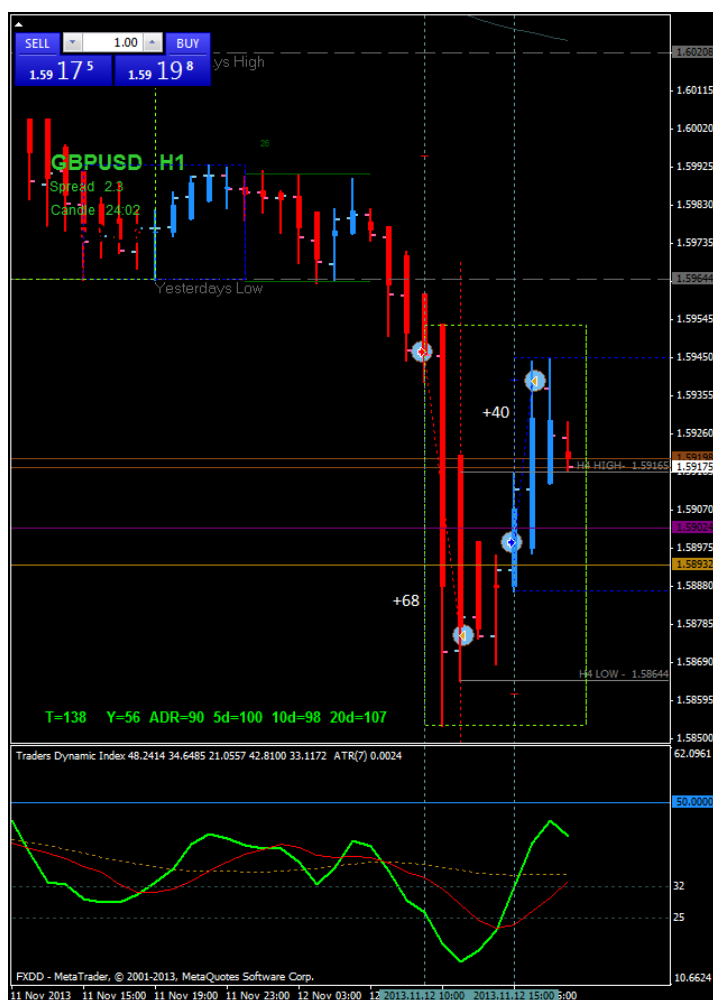 SELL 1.00 BUY
1.59 17 5 1.59 19 8
ys High
1.60208
1.60115
1.60020
26
1.59925
GBPUSD H1
Spread 2.3
1.59830
Candle 24:02
1.59735
1.59644
Yesterdays Low
1.59545
1.59450
1.59355
+40
1.59260
1.59198
H4 HIGH- 1.59165
1.59175
1.59070
1.59024
1.58975
1.58932
1.58880
+68
1.58785
1.58690
H4 LOW - 1.58644
1.58595
T=138 Y=56 ADR=90 5d=100 10d=98 20d=107
1.58500
Traders Dynamic Index 48.2414 34.6485 21.0557 42.8100 33.1172 ATR(7) 0.0024
62.0961
50.0000
32
25
FXDD - MetaTrader, © 2001-2013, MetaQuotes Software Corp.
10.6624
11 Nov 2013 11 Nov 15:00 11 Nov 19:00 11 Nov 23:00 12 Nov 03:00 12 2013.11.12 10:00 2013.11.12 15:00 5:00